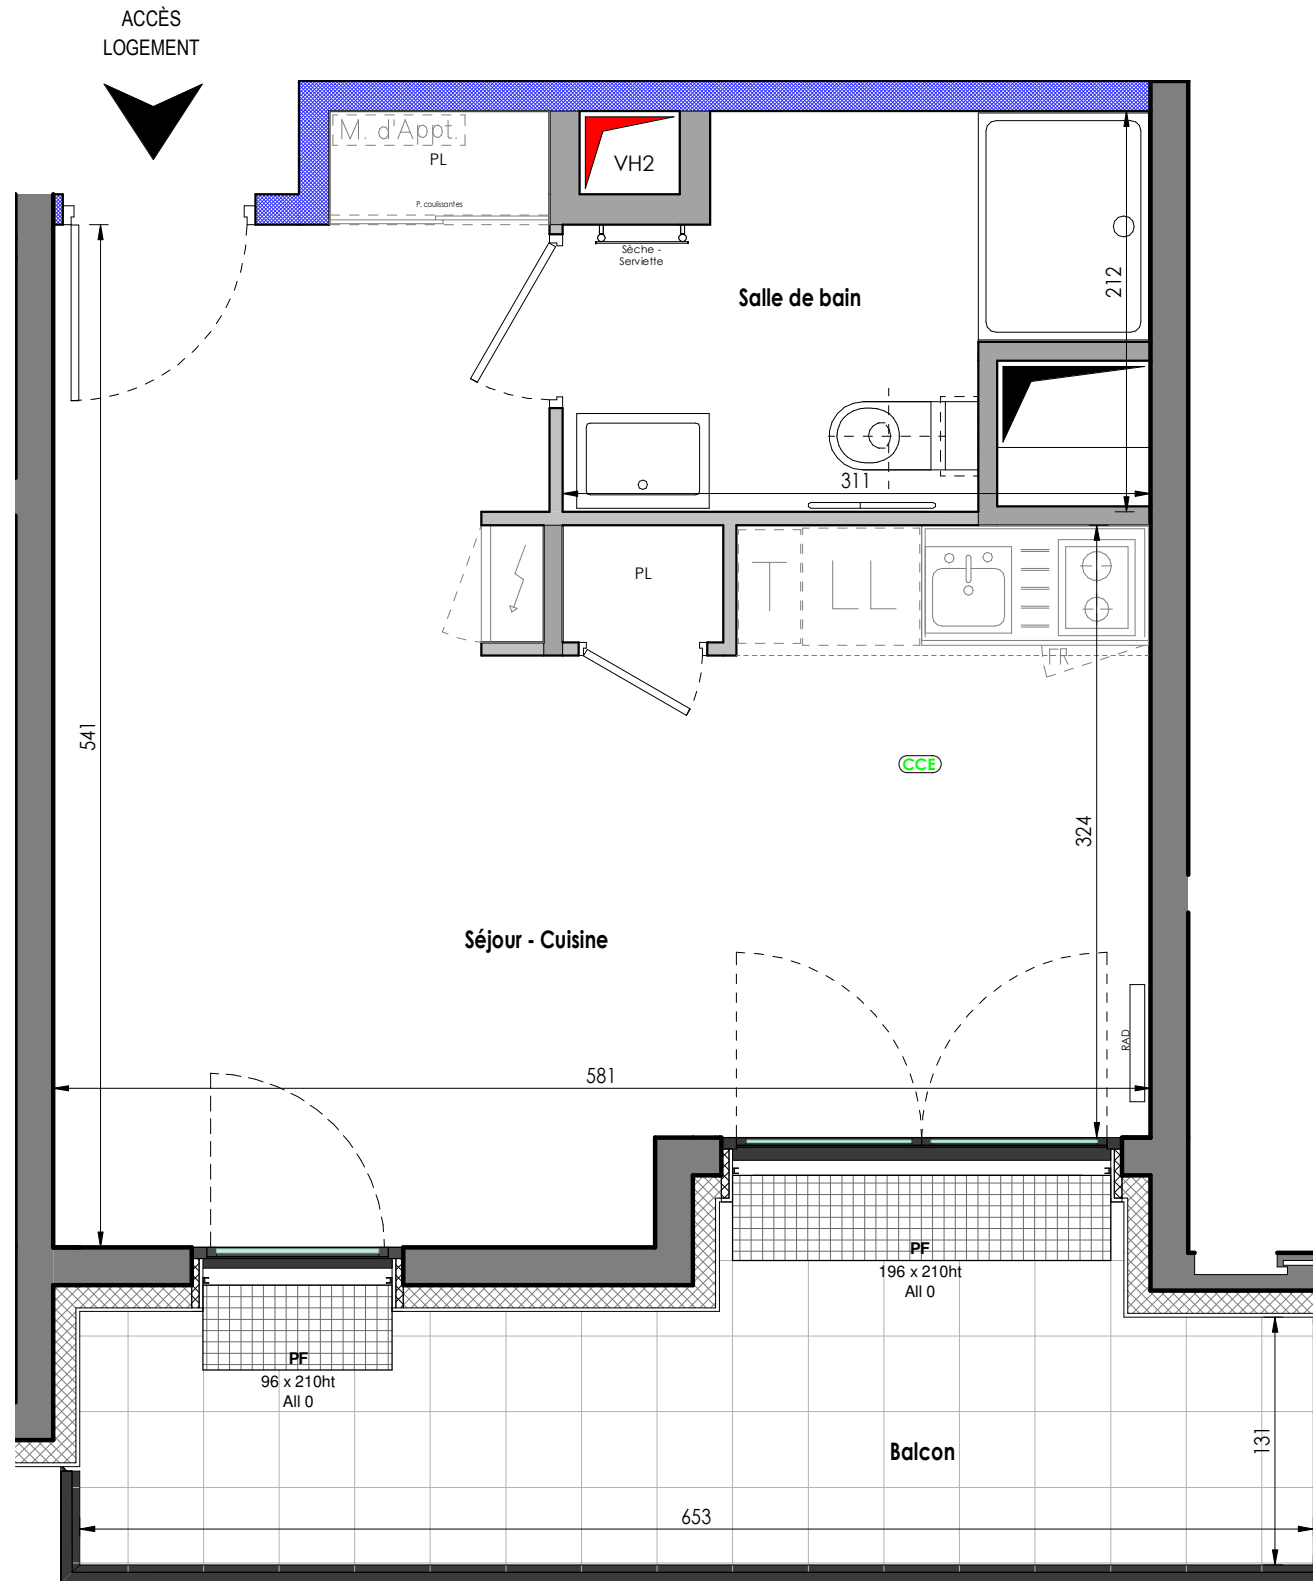 ACCÈS
LOGEMENT
M. d'Appt.
PL
P. coulissantes
VH2
Sèche -
Serviette
Salle de bain
212
311
PL
T
LL
FR
541
CCE
324
Séjour - Cuisine
RAD
581
PF
196 x 210ht
All 0
PF
96 x 210ht
All 0
Balcon
131
653